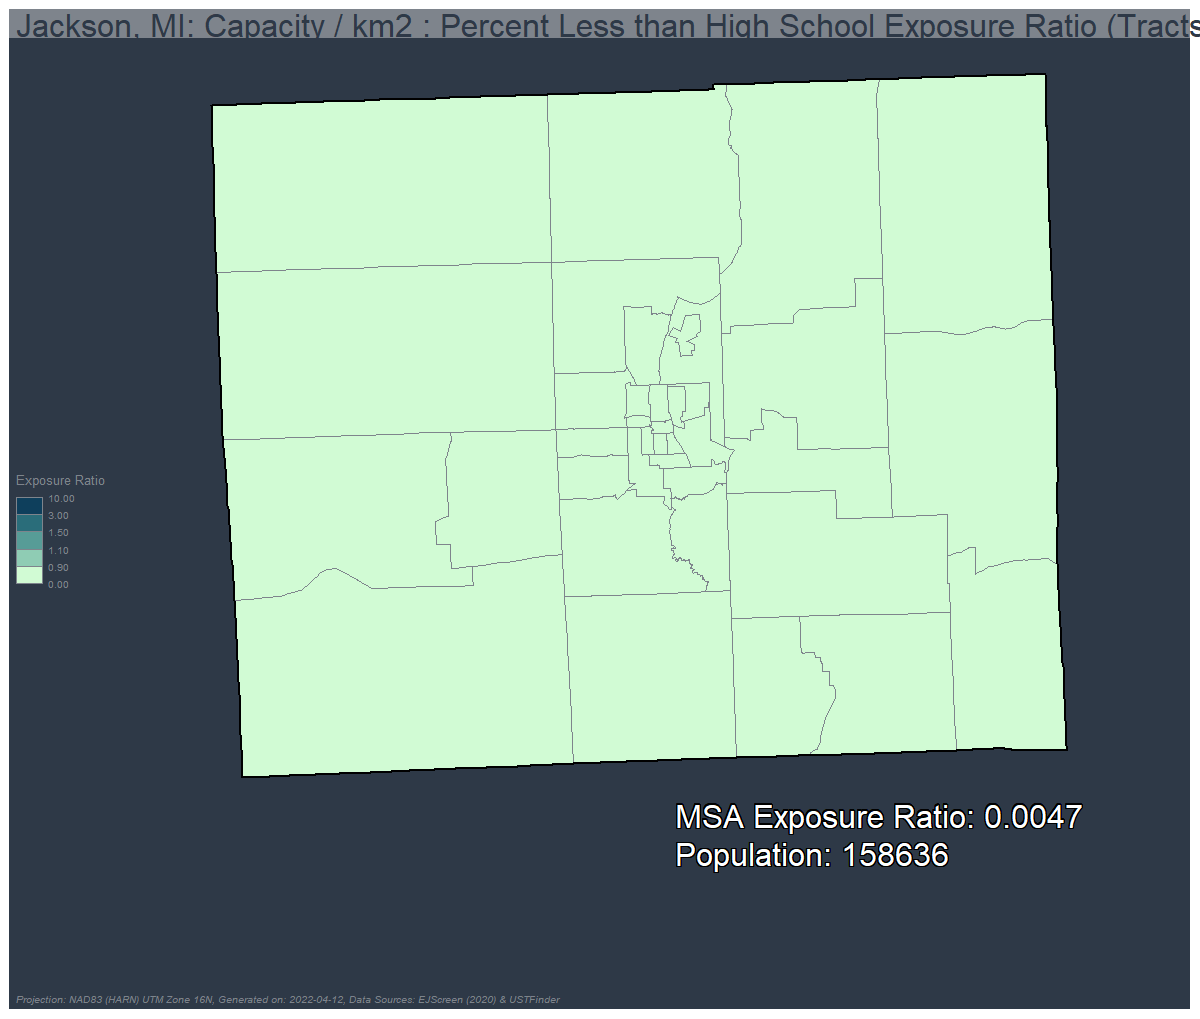 Jackson, MI: Capacity / km2 : Percent Less than High School Exposure Ratio (Tracts
Exposure Ratio
10.00
3.00
1.50
1.10
0.90
0.00
MSA Exposure Ratio: 0.0047
Population: 158636
Projection: NAD83 (HARN) UTM Zone 16N, Generated on: 2022-04-12, Data Sources: EJScreen (2020) & USTFinder